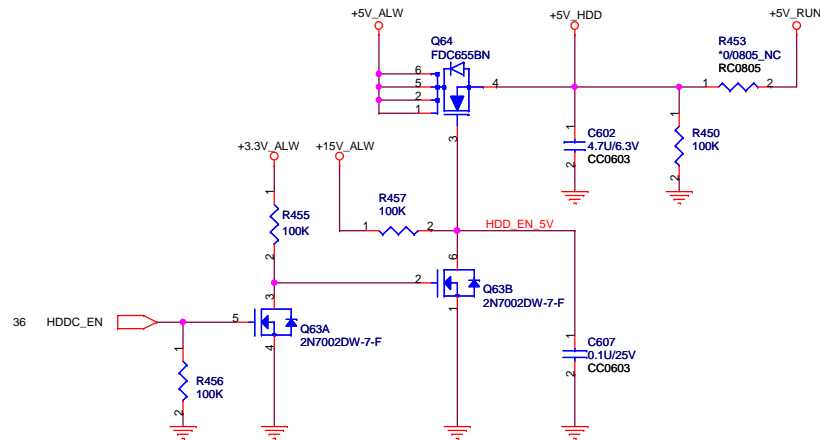 +5V_ALW
+5V_HDD
+5V_RUN
Q64
FDC655BN
R453
*0/0805_NC
RC0805
6
5
2
1
4
3
1
2
C602
4.7U/6.3V
CC0603
1
2
R450
100K
1
2
+3.3V_ALW
+15V_ALW
R455
100K
1
2
R457
100K
1
2
HDD_EN_5V
6
2
1
Q63B
2N7002DW-7-F
36
HDDC_EN
5
3
4
Q63A
2N7002DW-7-F
R456
100K
1
2
C607
0.1U/25V
CC0603
1
2